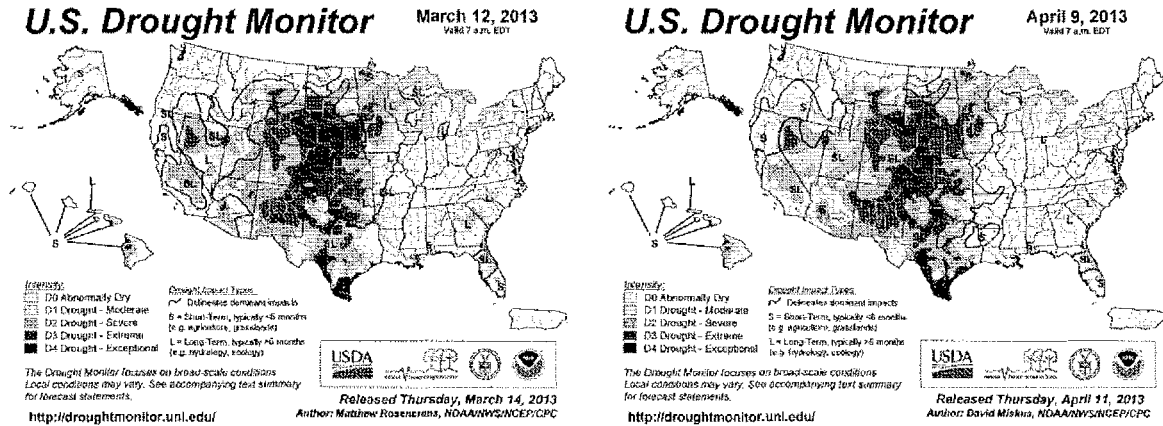 U.S. Drought Monitor
March 12, 2013
Valid 7 a.m. EDT
Intensity:
D0 Abnormally Dry
D1 Drought - Moderate
D2 Drought - Severe
D3 Drought - Extreme
D4 Drought - Exceptional
Drought Impact Types:
Delineates dominant impacts
S = Short-Term, typically <6 months
(e.g. agriculture, grasslands)
L = Long-Term, typically >6 months
(e.g. hydrology, ecology)
The Drought Monitor focuses on broad-scale conditions
Local conditions may vary. See accompanying text summary
for forecast statements.
http://droughtmonitor.unl.edu/
USDA
Released Thursday, March 14, 2013
Author: Matthew Rosencrans, NOAA/NWS/NCEP/CPC
U.S. Drought Monitor
April 9, 2013
Valid 7 a.m. EDT
Intensity:
D0 Abnormally Dry
D1 Drought - Moderate
D2 Drought - Severe
D3 Drought - Extreme
D4 Drought - Exceptional
Drought Impact Types:
Delineates dominant impacts
S = Short-Term, typically <6 months
(e.g. agriculture, grasslands)
L = Long-Term, typically >6 months
(e.g. hydrology, ecology)
The Drought Monitor focuses on broad-scale conditions
Local conditions may vary. See accompanying text summary
for forecast statements.
http://droughtmonitor.unl.edu/
USDA
Released Thursday, April 11, 2013
Author: David Miskus, NOAA/NWS/NCEP/CPC